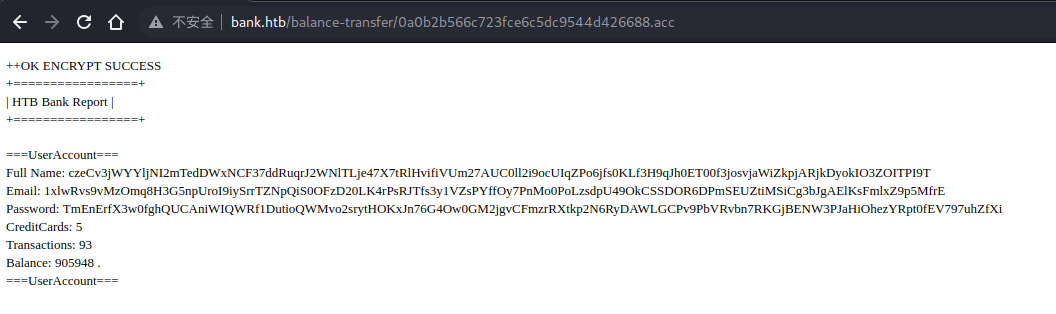 不安全 bank.htb/balance-transfer/0a0b2b566c723fce6c5dc9544d426688.acc
++OK ENCRYPT SUCCESS
+=================+
| HTB Bank Report |
+=================+
===UserAccount===
Full Name: czeCv3jWYYljNI2mTedDWxNCF37ddRuqrJ2WNlTLje47X7tRlHvifiVUm27AUC0ll2i9ocUIqZPo6jfs0KLf3H9qJh0ET00f3josvjaWiZkpjARjkDyokIO3ZOITPI9T
Email: 1xlwRvs9vMzOmq8H3G5npUroI9iySrrTZNpQiS0OFzD20LK4rPsRJTfs3y1VZsPYffOy7PnMo0PoLzsdpU49OkCSSDOR6DPmSEUZtiMSiCg3bJgAElKsFmlxZ9p5MfrE
Password: TmEnErfX3w0fghQUCAniWIQWRf1DutioQWMvo2srytHOKxJn76G4Ow0GM2jgvCFmzrRXtkp2N6RyDAWLGCPv9PbVRvbn7RKGjBENW3PJaHiOhezYRpt0fEV797uhZfXi
CreditCards: 5
Transactions: 93
Balance: 905948 .
===UserAccount===